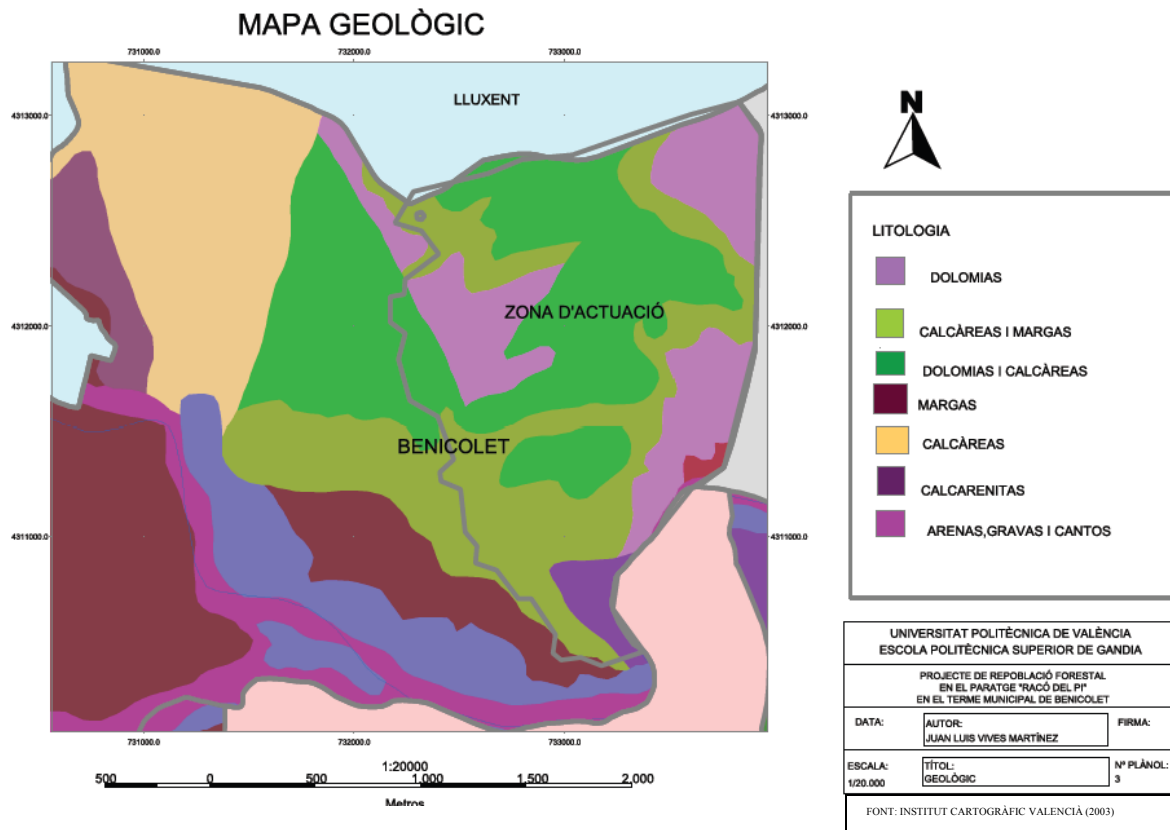 MAPA GEOLÒGIC
731000.0 732000.0 733000.0
LLUXENT
4313000.0 4313000.0
ZONA D'ACTUACIÓ
4312000.0 4312000.0
BENICOLET
4311000.0 4311000.0
731000.0 732000.0 733000.0
1:20000
500 0 500 1,000 1,500 2,000
Metros
N
LITOLOGIA
DOLOMIAS
CALCÀREAS I MARGAS
DOLOMIAS I CALCÀREAS
MARGAS
CALCÀREAS
CALCARENITAS
ARENAS,GRAVAS I CANTOS
UNIVERSITAT POLITÈCNICA DE VALÈNCIA
ESCOLA POLITÈCNICA SUPERIOR DE GANDIA
PROJECTE DE REPOBLACIÓ FORESTAL
EN EL PARATGE "RACÓ DEL PI"
EN EL TERME MUNICIPAL DE BENICOLET
DATA: AUTOR: FIRMA:
JUAN LUIS VIVES MARTÍNEZ
ESCALA: TÍTOL: Nº PLÀNOL:
1/20.000 GEOLÒGIC 3
FONT: INSTITUT CARTOGRÀFIC VALENCIÀ (2003)